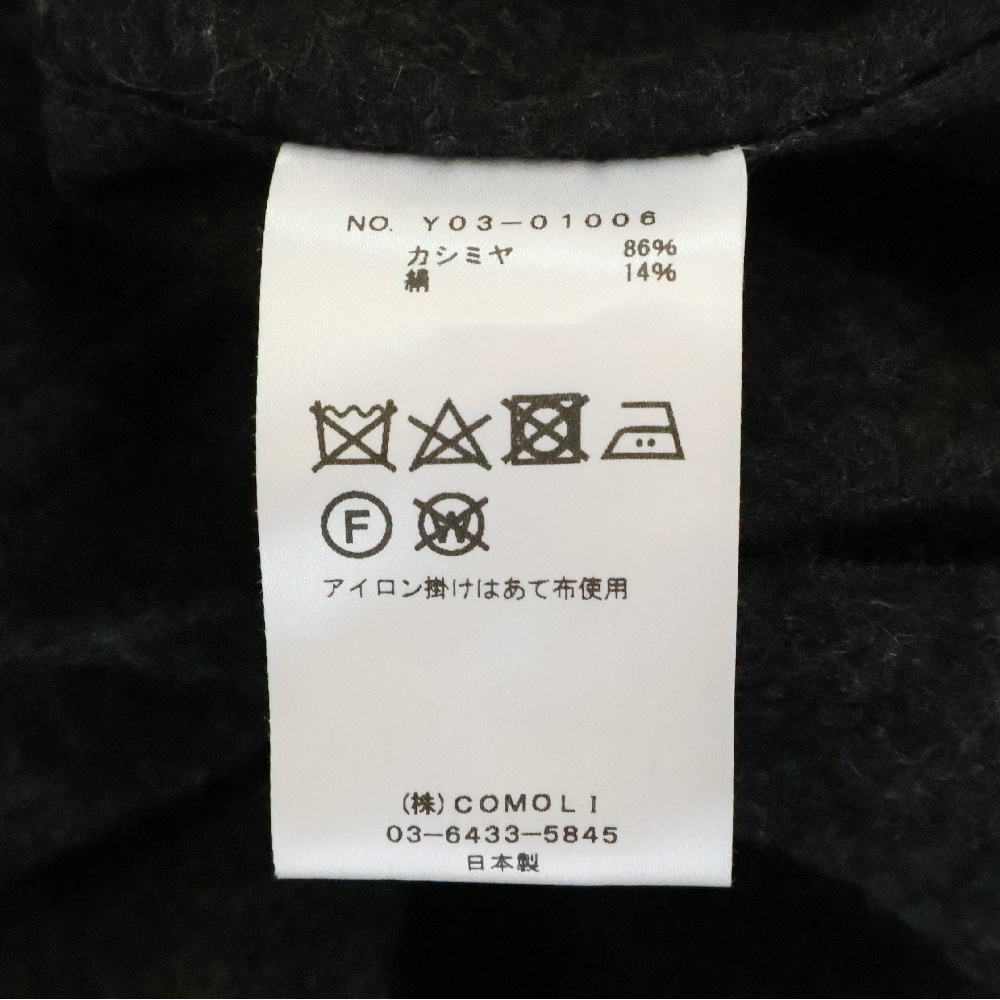 NO. Y03-01006
カシミヤ 86%
絹 14%
F W
アイロン掛けはあて布使用
(株)COMOLI
03-6433-5845
日本製